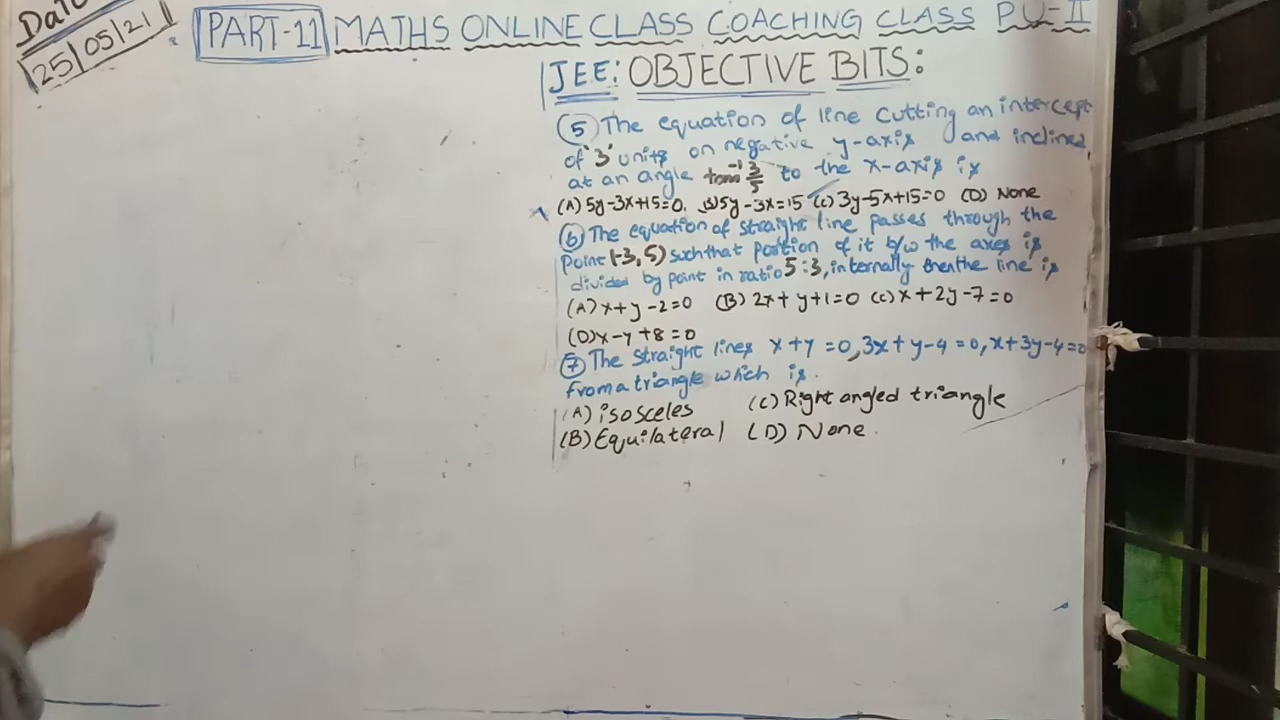 Date
25/05/21
PART-11 MATHS ONLINE CLASS COACHING CLASS P.U-II
JEE: OBJECTIVE BITS:
(5) The equation of line cutting an intercept
of '3' units on negative y-axis and inclined
at an angle tan⁻¹ 3/5 to the x-axis is
(A) 5y-3x+15=0. (B) 5y-3x=15 (C) 3y-5x+15=0 (D) None
(6) The equation of straight line passes through the
point (-3, 5) such that portion of it b/w the axes is
divided by point in ratio 5:3, internally then the line is
(A) x+y-2=0 (B) 2x+y+1=0 (C) x+2y-7=0
(D) x-y+8=0
(7) The straight lines x+y=0, 3x+y-4=0, x+3y-4=0
from a triangle which is.
(A) isosceles (C) Right angled triangle
(B) Equilateral (D) None.